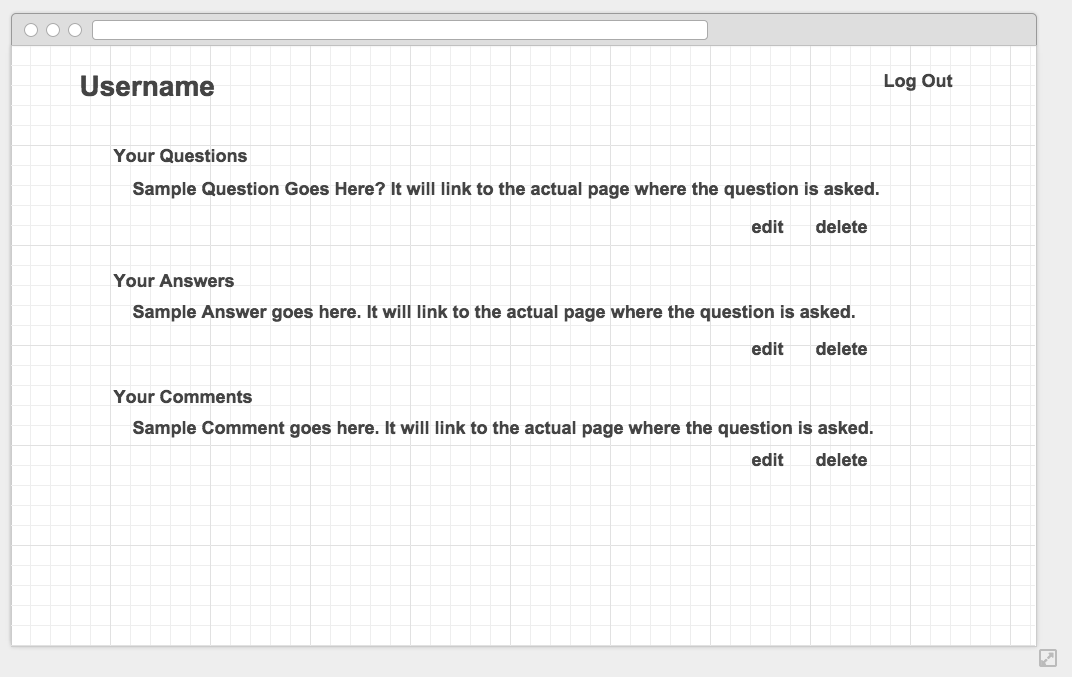 Username
Log Out
Your Questions
Sample Question Goes Here? It will link to the actual page where the question is asked.
edit delete
Your Answers
Sample Answer goes here. It will link to the actual page where the question is asked.
edit delete
Your Comments
Sample Comment goes here. It will link to the actual page where the question is asked.
edit delete